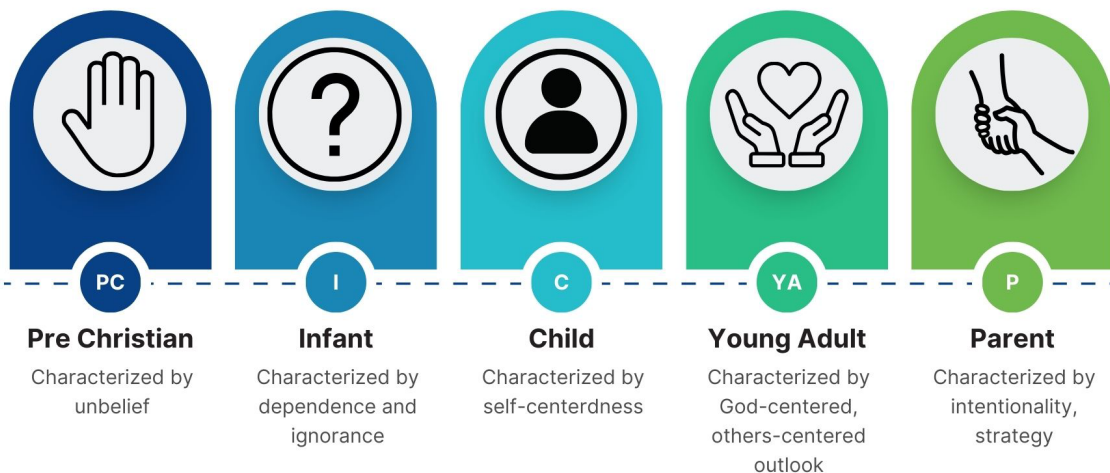 ?
PC
Pre Christian
Characterized by
unbelief
I
Infant
Characterized by
dependence and
ignorance
C
Child
Characterized by
self-centerdness
YA
Young Adult
Characterized by
God-centered,
others-centered
outlook
P
Parent
Characterized by
intentionality,
strategy